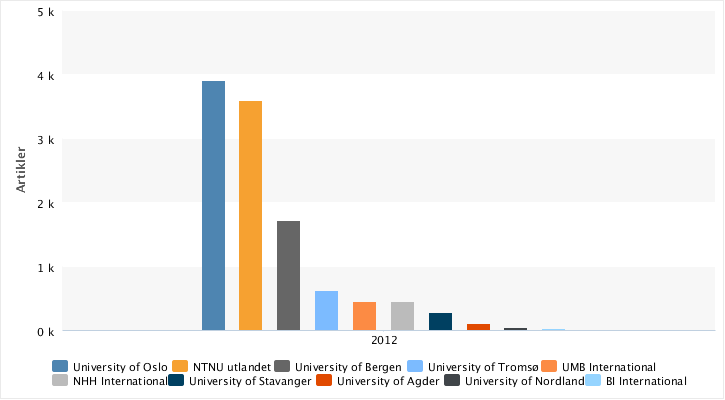 5 k
4 k
3 k
2 k
1 k
0 k
Artikler
2012
University of Oslo NTNU utlandet University of Bergen University of Tromsø UMB International
NHH International University of Stavanger University of Agder University of Nordland BI International